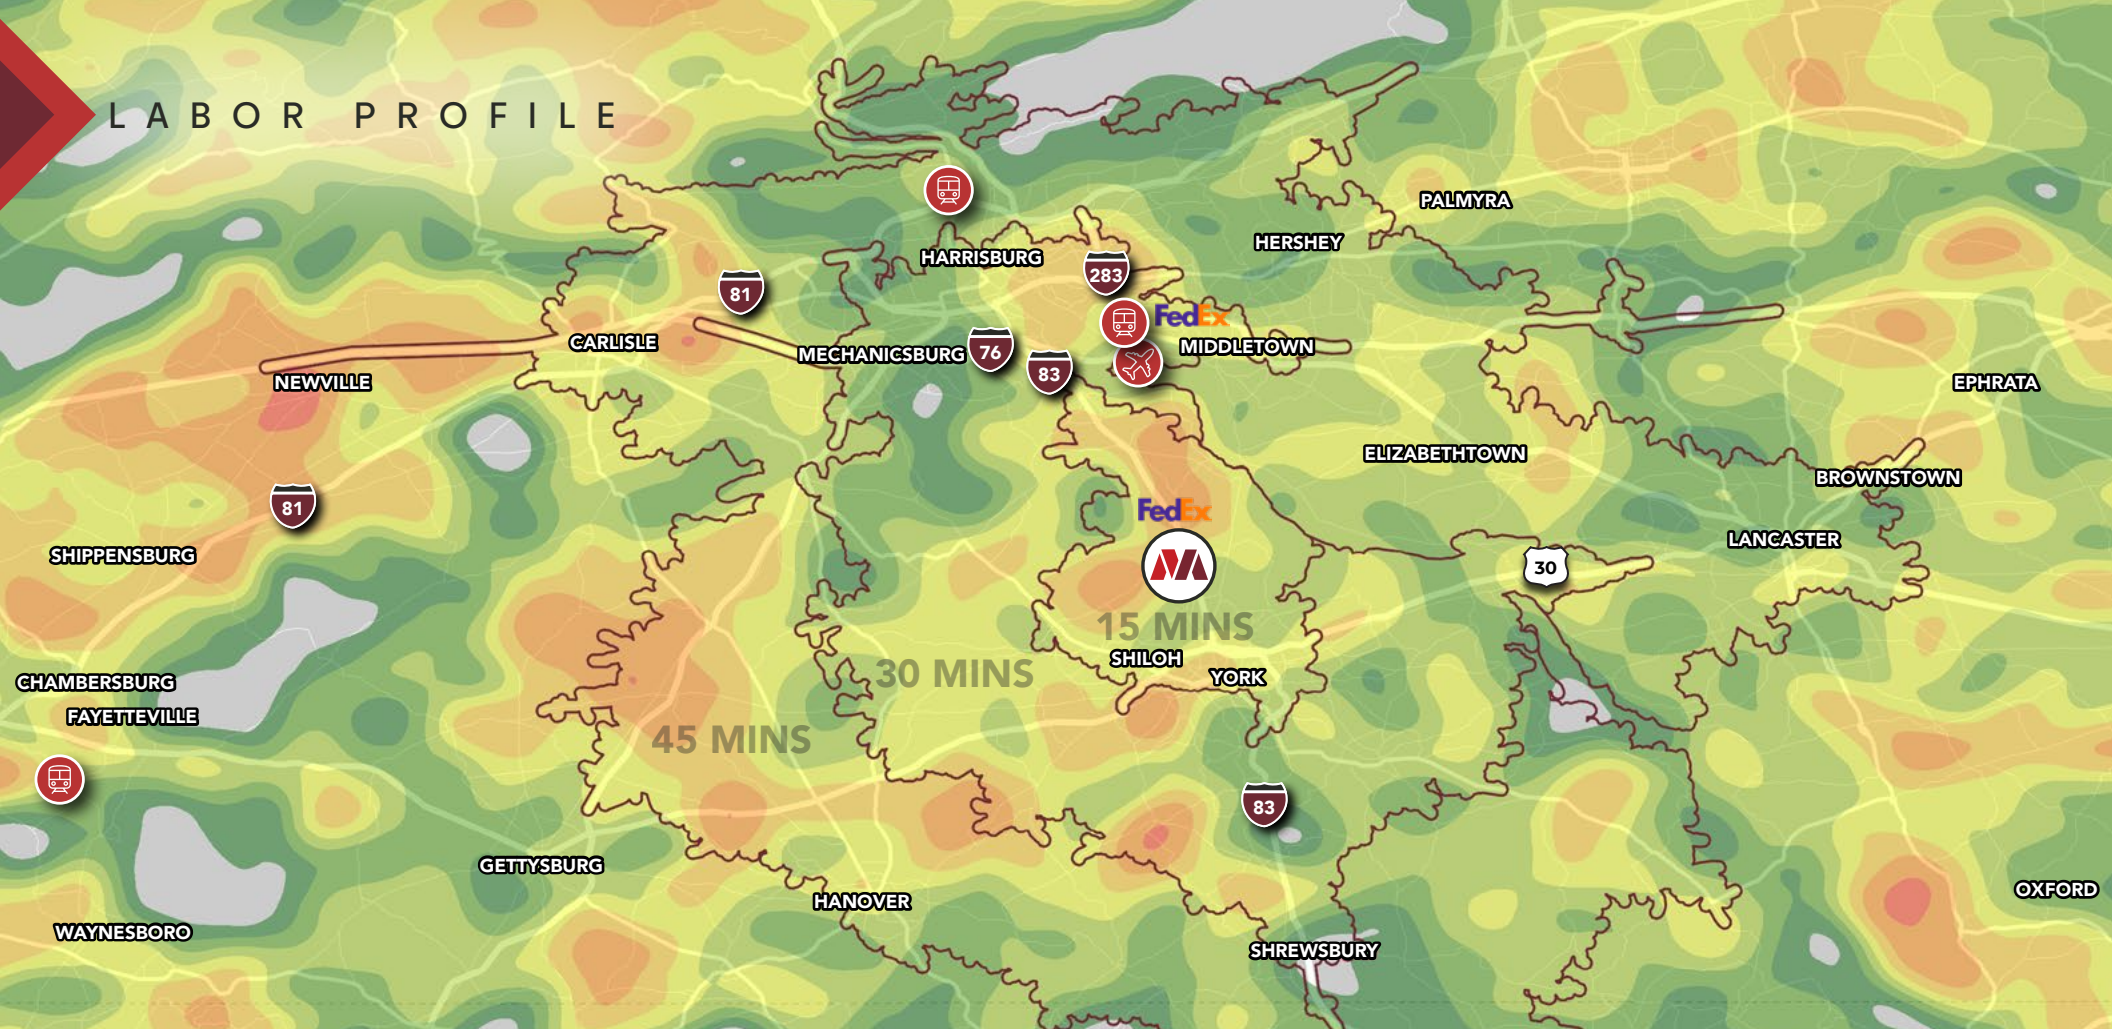 LABOR PROFILE
PALMYRA
HERSHEY
HARRISBURG
283
81
FedEx
CARLISLE
MECHANICSBURG
76
83
MIDDLETOWN
NEWVILLE
EPHRATA
ELIZABETHTOWN
BROWNSTOWN
81
FedEx
SHIPPENSBURG
LANCASTER
30
15 MINS
SHILOH
30 MINS
YORK
CHAMBERSBURG
FAYETTEVILLE
45 MINS
83
GETTYSBURG
OXFORD
HANOVER
WAYNESBORO
SHREWSBURY